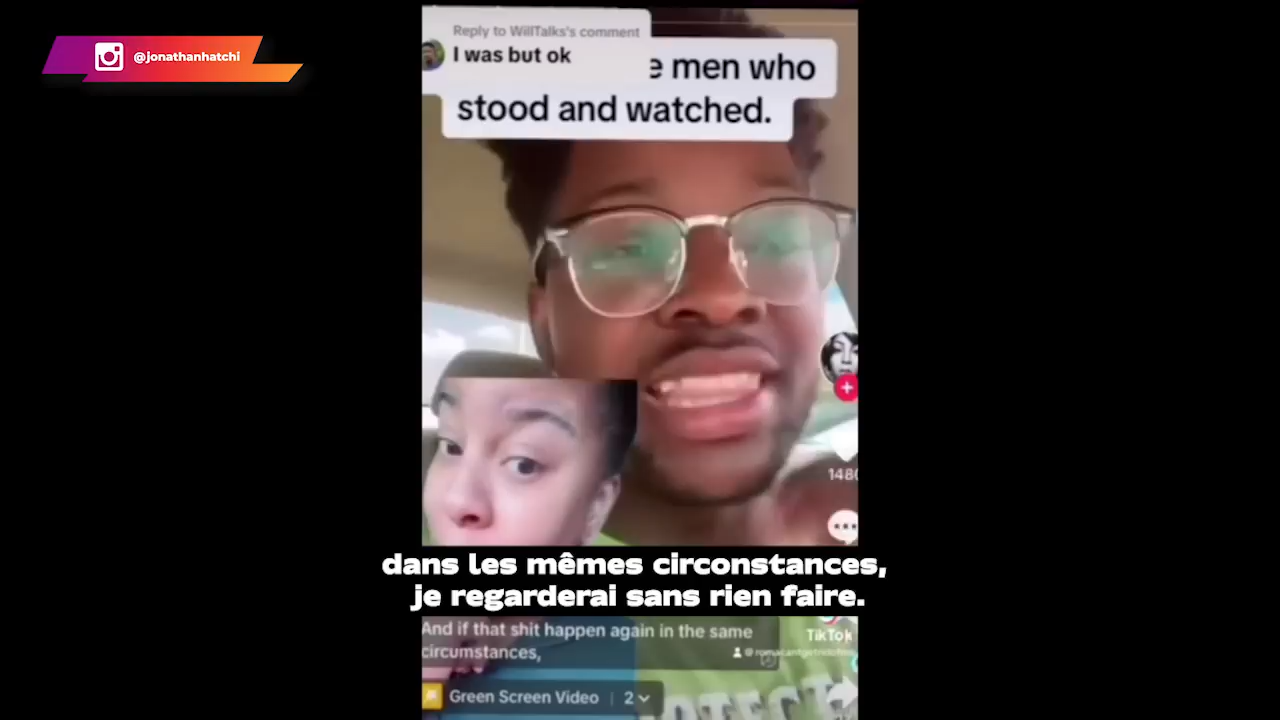 @jonathanhatchi
Reply to WillTalks's comment
I was but ok
e men who
stood and watched.
1480
dans les mêmes circonstances,
je regarderai sans rien faire.
And if that shit happen again in the same
circumstances,
TikTok
Green Screen Video | 2